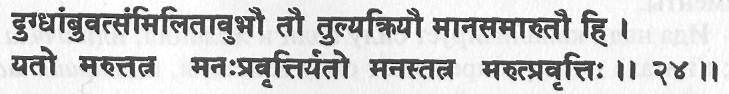 दुग्धांबुवत्संमिलितावुभौ तौ तुल्यक्रियौ मानसमारुतौ हि ।
यतो मरुत्तत्र मनःप्रवृत्तिर्यतो मनस्तत्र मरुत्प्रवृत्तिः ॥ २४॥